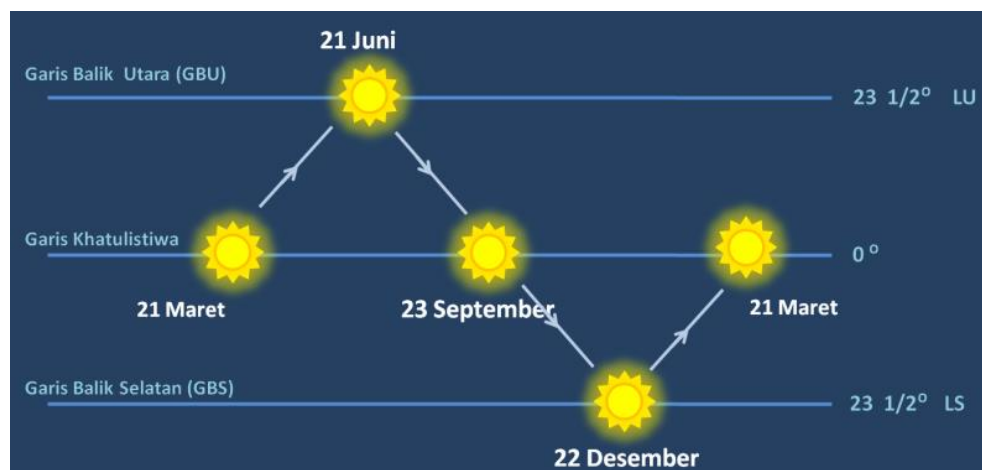 21 Juni
Garis Balik Utara (GBU)
23 1/2° LU
Garis Khatulistiwa
0 °
21 Maret
23 September
21 Maret
Garis Balik Selatan (GBS)
23 1/2° LS
22 Desember